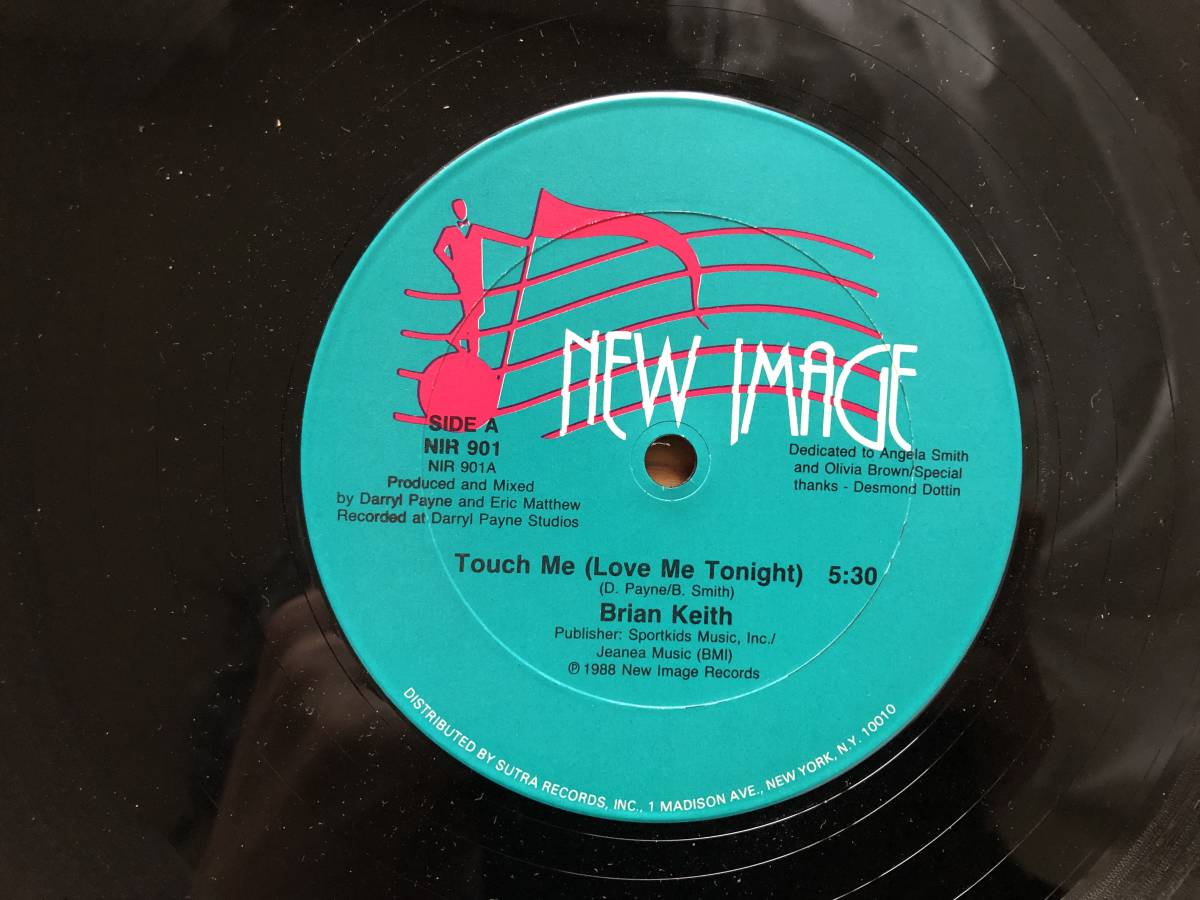 NEW IMAGE
SIDE A
NIR 901
NIR 901A
Produced and Mixed
by Darryl Payne and Eric Matthew
Recorded at Darryl Payne Studios
Dedicated to Angela Smith
and Olivia Brown/Special
thanks - Desmond Dottin
Touch Me (Love Me Tonight) 5:30
(D. Payne/B. Smith)
Brian Keith
Publisher: Sportkids Music, Inc./
Jeanea Music (BMI)
℗ 1988 New Image Records
DISTRIBUTED BY SUTRA RECORDS, INC., 1 MADISON AVE., NEW YORK, N.Y. 10010